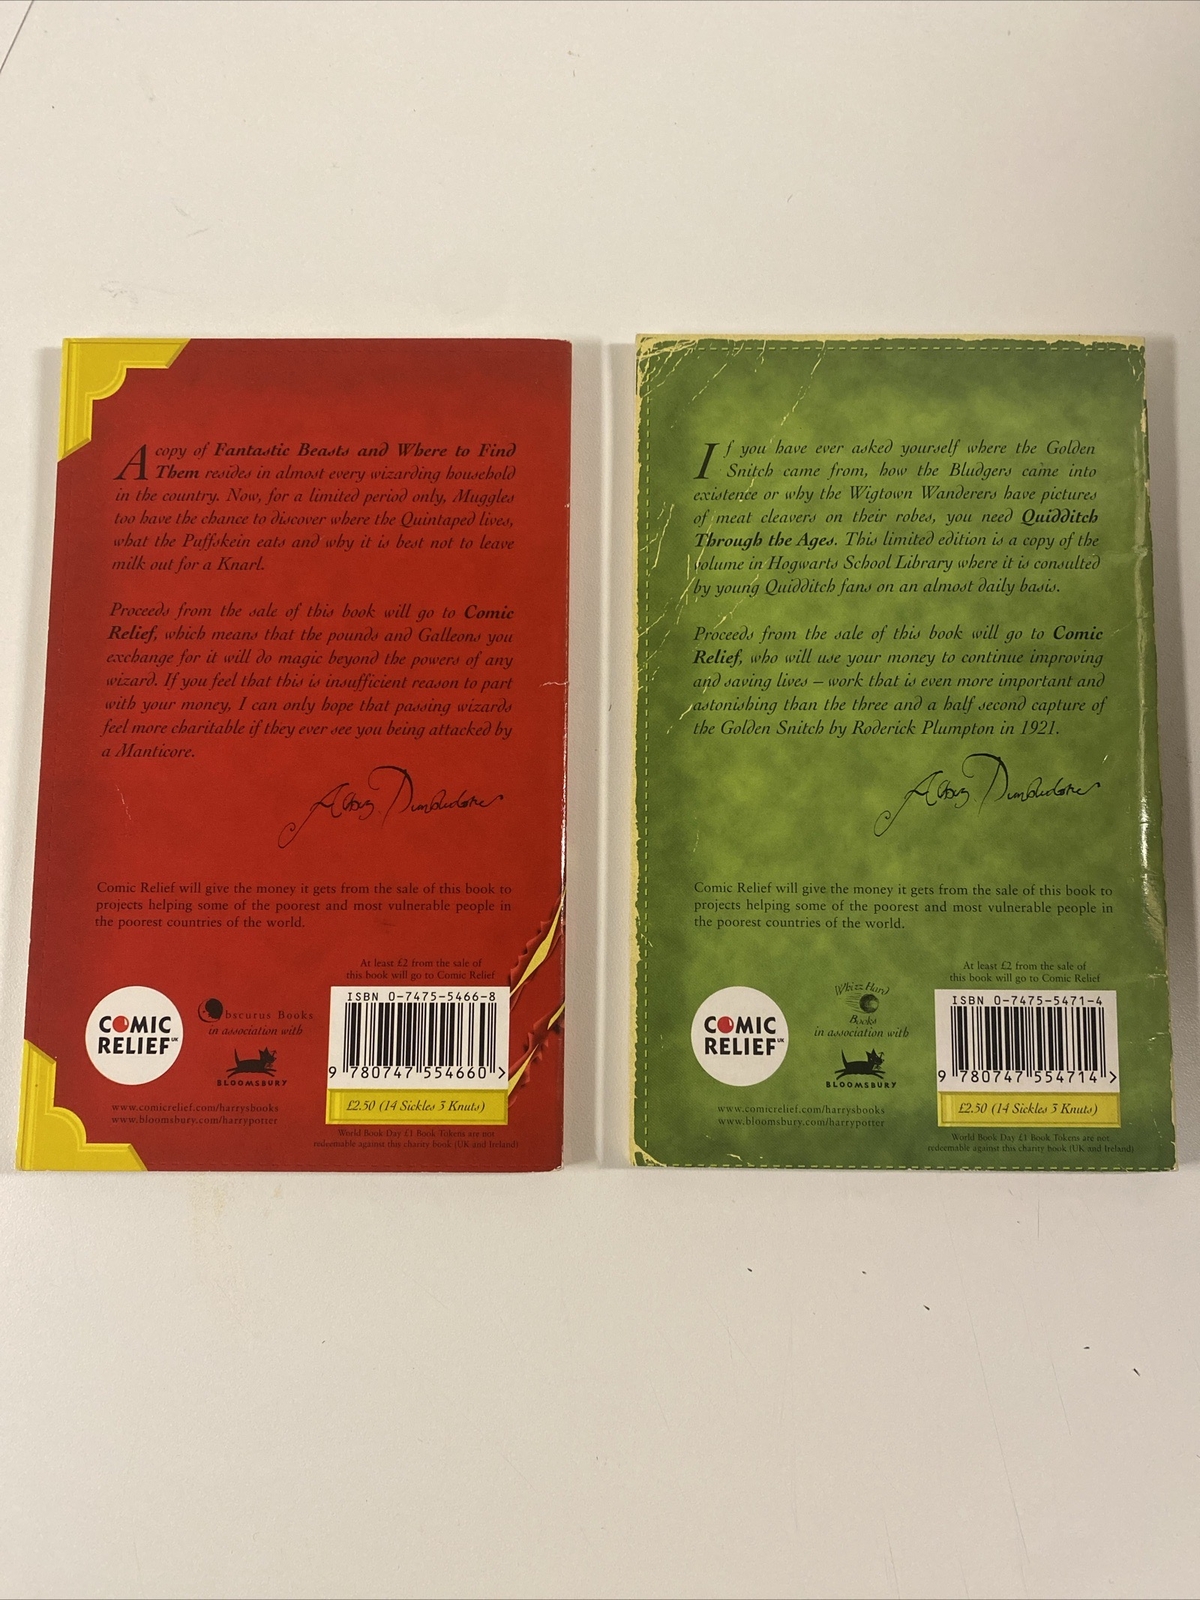 A copy of Fantastic Beasts and Where to Find
Them resides in almost every wizarding household
in the country. Now, for a limited period only, Muggles
too have the chance to discover where the Quintaped lives,
what the Puffskein eats and why it is best not to leave
milk out for a Knarl.
Proceeds from the sale of this book will go to Comic
Relief, which means that the pounds and Galleons you
exchange for it will do magic beyond the powers of any
wizard. If you feel that this is insufficient reason to part
with your money, I can only hope that passing wizards
feel more charitable if they ever see you being attacked by
a Manticore.
Albus Dumbledore
Comic Relief will give the money it gets from the sale of this book to
projects helping some of the poorest and most vulnerable people in
the poorest countries of the world.
At least £2 from the sale of
this book will go to Comic Relief
COMIC
RELIEF UK
Obscurus Books
in association with
BLOOMSBURY
www.comicrelief.com/harrysbooks
www.bloomsbury.com/harrypotter
ISBN 0-7475-5466-8
9 780747 554660 >
£2.50 (14 Sickles 3 Knuts)
World Book Day £1 Book Tokens are not
redeemable against this charity book (UK and Ireland)
If you have ever asked yourself where the Golden
Snitch came from, how the Bludgers came into
existence or why the Wigtown Wanderers have pictures
of meat cleavers on their robes, you need Quidditch
Through the Ages. This limited edition is a copy of the
volume in Hogwarts School Library where it is consulted
by young Quidditch fans on an almost daily basis.
Proceeds from the sale of this book will go to Comic
Relief, who will use your money to continue improving
and saving lives – work that is even more important and
astonishing than the three and a half second capture of
the Golden Snitch by Roderick Plumpton in 1921.
Albus Dumbledore
Comic Relief will give the money it gets from the sale of this book to
projects helping some of the poorest and most vulnerable people in
the poorest countries of the world.
At least £2 from the sale of
this book will go to Comic Relief
COMIC
RELIEF UK
Whizz Hard
Books
in association with
BLOOMSBURY
www.comicrelief.com/harrysbooks
www.bloomsbury.com/harrypotter
ISBN 0-7475-5471-4
9 780747 554714 >
£2.50 (14 Sickles 3 Knuts)
World Book Day £1 Book Tokens are not
redeemable against this charity book (UK and Ireland)